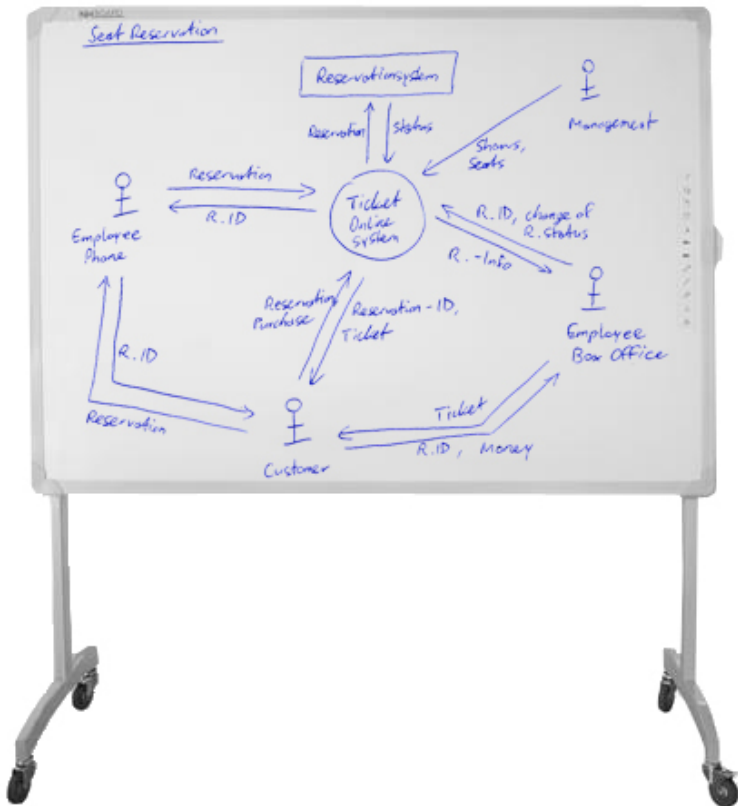 Seat Reservation
Reservationsystem
Reservation
Status
Management
Shows,
Seats
Employee
Phone
Reservation
R.ID
Ticket
Online
System
R.ID, change of
R.status
R.-Info
Employee
Box Office
Reservation
Purchase
Reservation-ID,
Ticket
R.ID
Reservation
Customer
Ticket
R.ID, Money